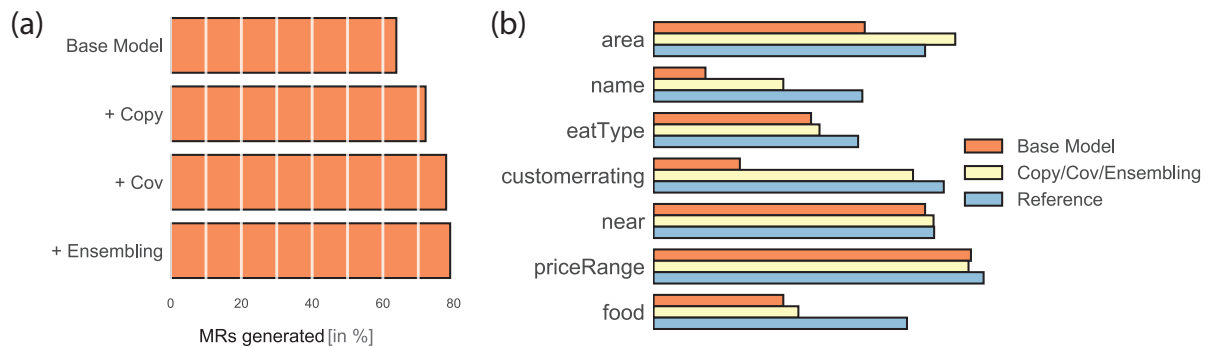 (a)
Base Model
+ Copy
+ Cov
+ Ensembling
0 20 40 60 80
MRs generated [in %]
(b)
area
name
eatType
customerrating
near
priceRange
food
Base Model
Copy/Cov/Ensembling
Reference